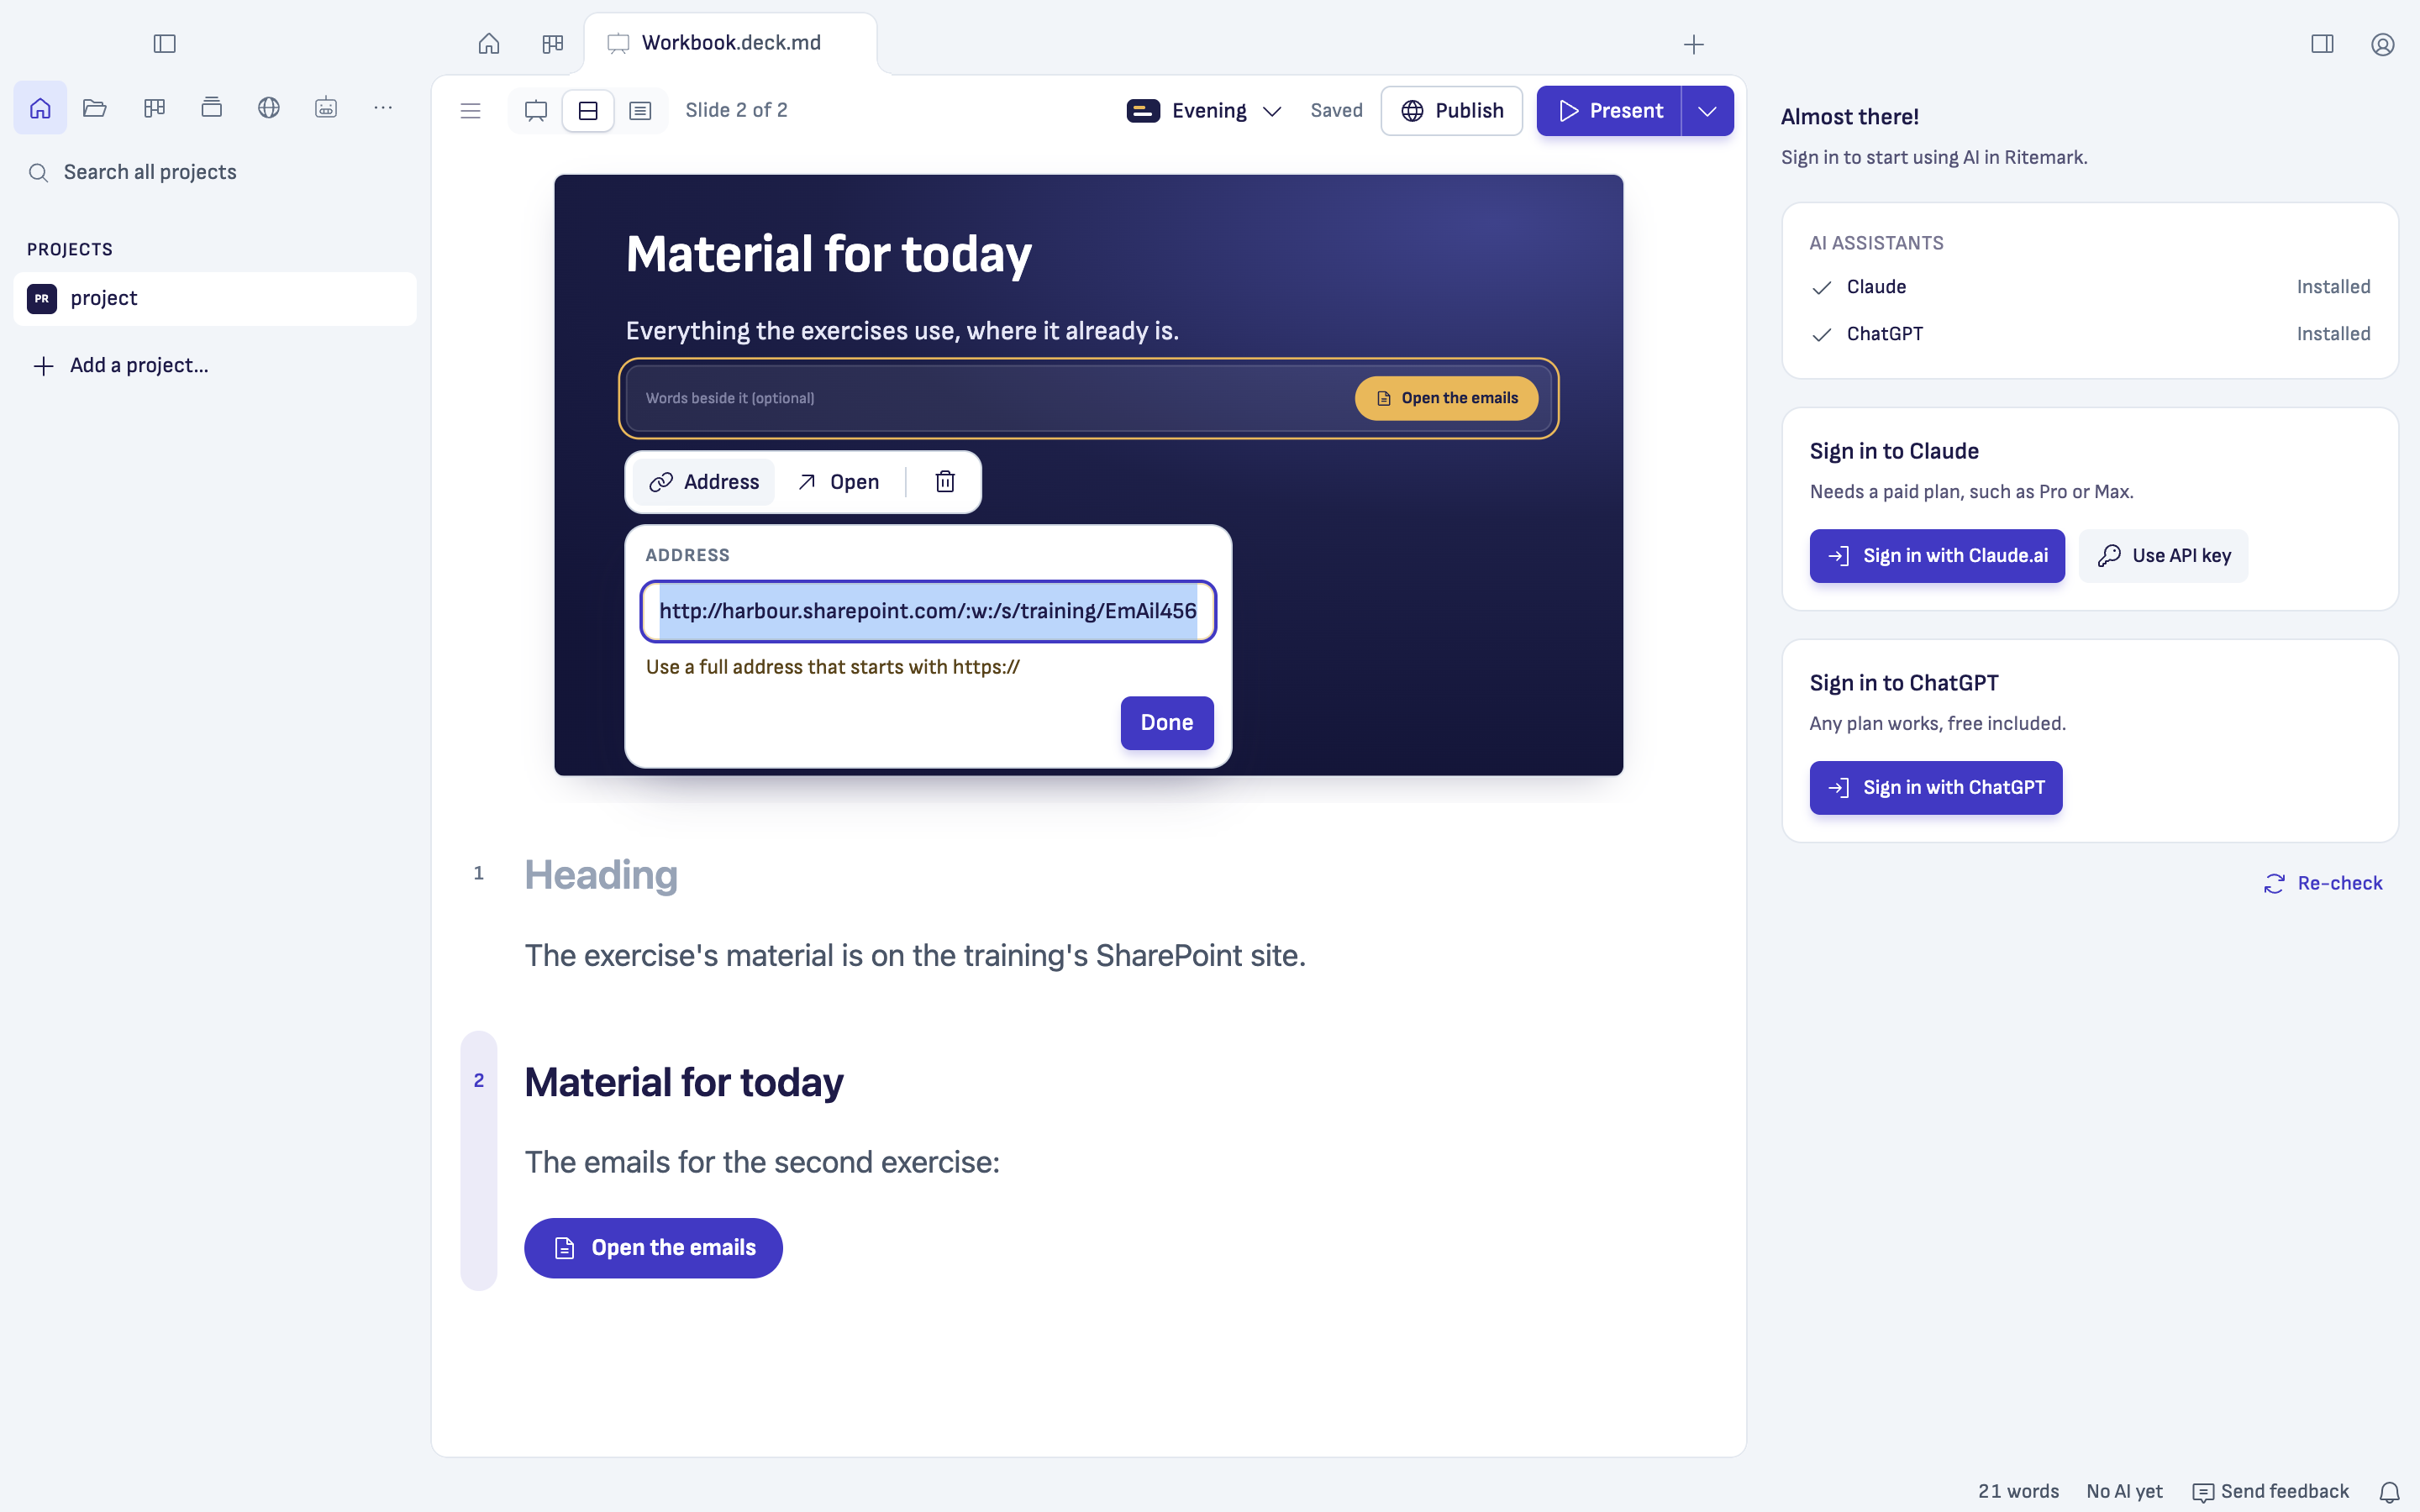 Workbook.deck.md
Search all projects
PROJECTS
PR project
Add a project...
Slide 2 of 2
Evening
Saved
Publish
Present
Material for today
Everything the exercises use, where it already is.
Words beside it (optional)
Open the emails
Address
Open
ADDRESS
http://harbour.sharepoint.com/:w:/s/training/EmAil456
Use a full address that starts with https://
Done
1
Heading
The exercise's material is on the training's SharePoint site.
2
Material for today
The emails for the second exercise:
Open the emails
Almost there!
Sign in to start using AI in Ritemark.
AI ASSISTANTS
Claude Installed
ChatGPT Installed
Sign in to Claude
Needs a paid plan, such as Pro or Max.
Sign in with Claude.ai
Use API key
Sign in to ChatGPT
Any plan works, free included.
Sign in with ChatGPT
Re-check
21 words
No AI yet
Send feedback